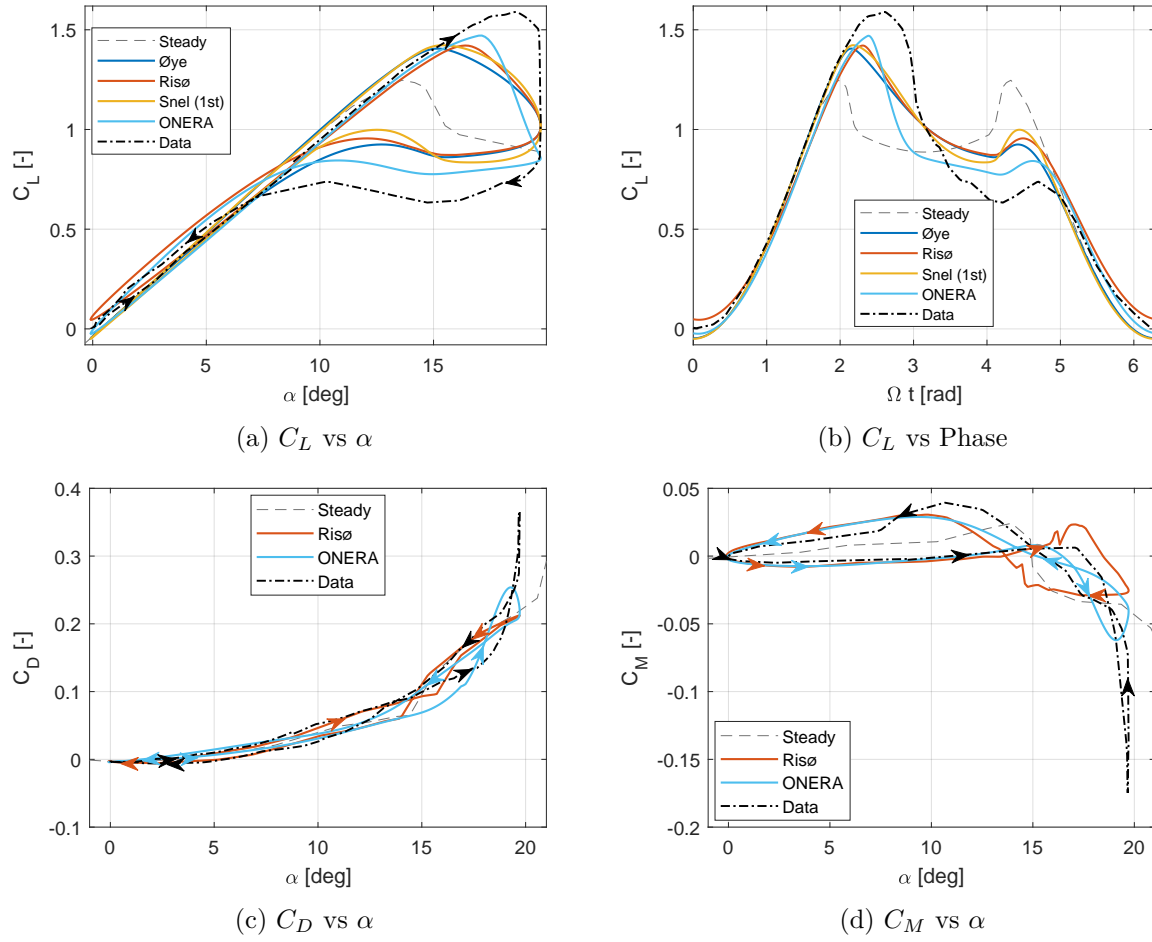 1.5
1
0.5
0
C_L [-]
Steady
Øye
Risø
Snel (1st)
ONERA
Data
0 5 10 15
α [deg]
(a) C_L vs α
1.5
1
0.5
0
C_L [-]
Steady
Øye
Risø
Snel (1st)
ONERA
Data
0 1 2 3 4 5 6
Ω t [rad]
(b) C_L vs Phase
0.4
0.3
0.2
0.1
0
-0.1
C_D [-]
Steady
Risø
ONERA
Data
0 5 10 15 20
α [deg]
(c) C_D vs α
0.05
0
-0.05
-0.1
-0.15
-0.2
C_M [-]
Steady
Risø
ONERA
Data
0 5 10 15 20
α [deg]
(d) C_M vs α